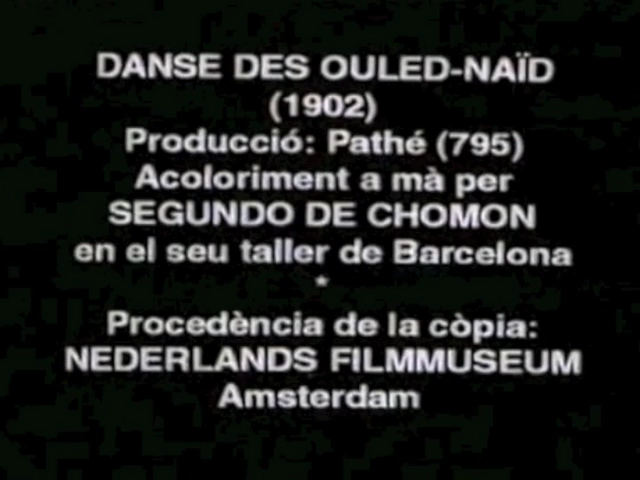 DANSE DES OULED-NAÏD
(1902)
Producció: Pathé (795)
Acoloriment a mà per
SEGUNDO DE CHOMON
en el seu taller de Barcelona
*
Procedència de la còpia:
NEDERLANDS FILMMUSEUM
Amsterdam